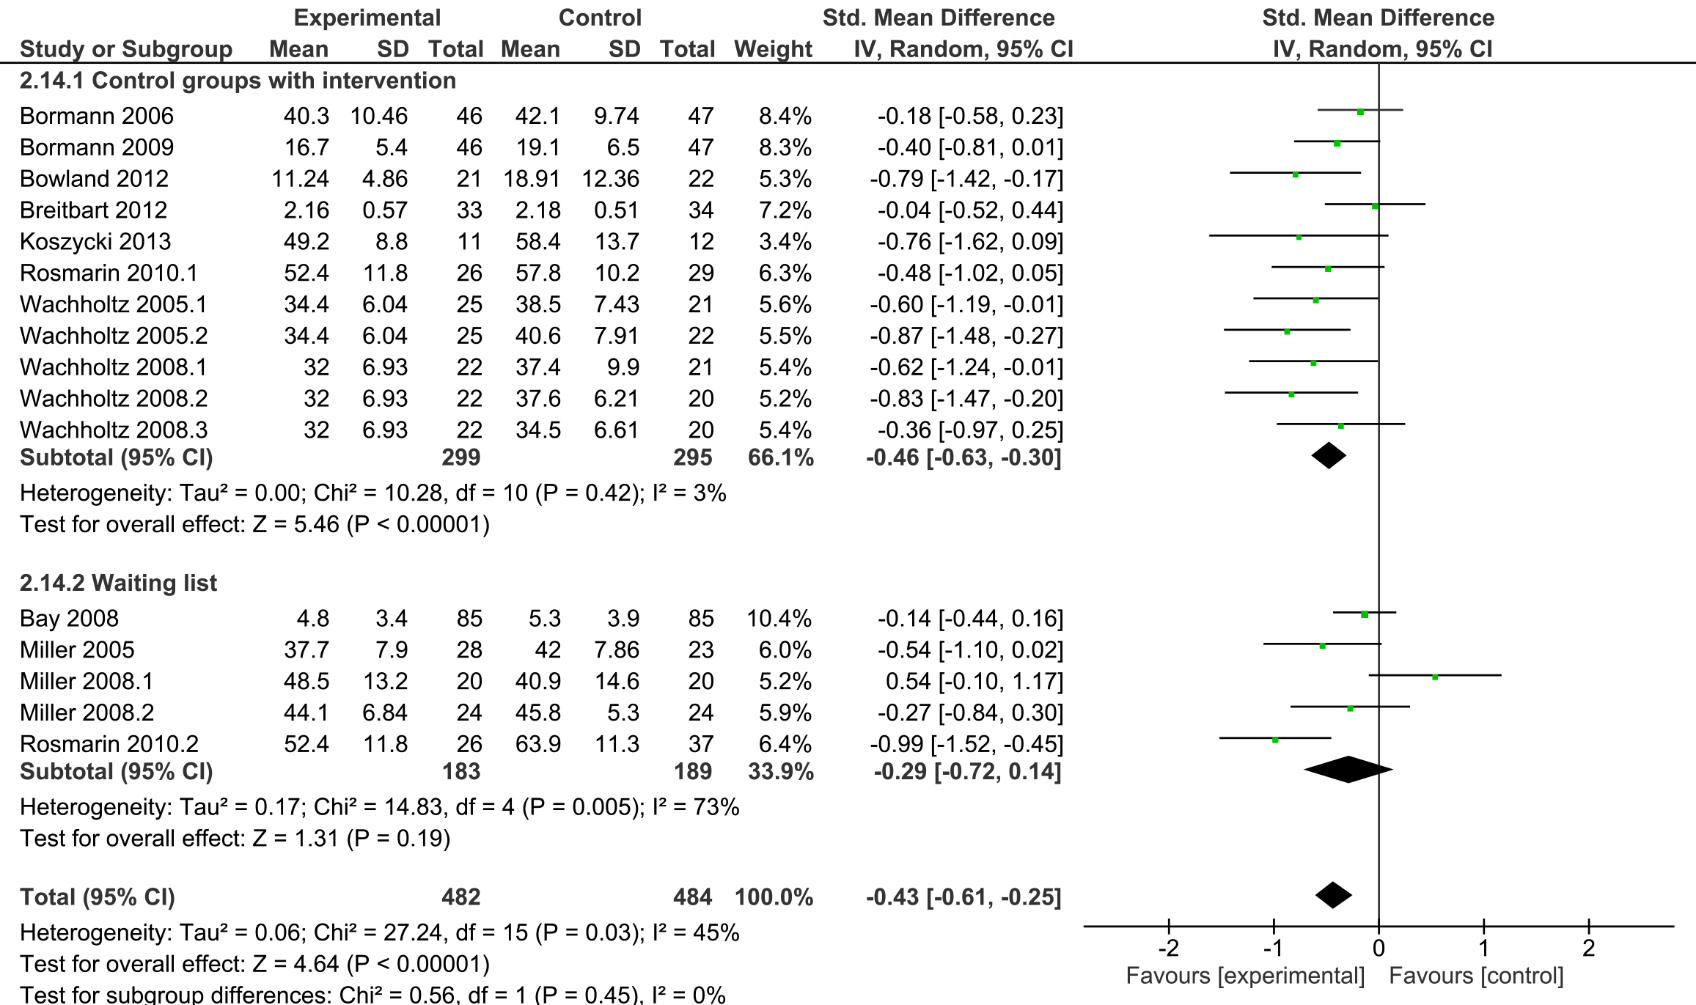 Experimental Control Std. Mean Difference Std. Mean Difference
Study or Subgroup Mean SD Total Mean SD Total Weight IV, Random, 95% CI IV, Random, 95% CI
2.14.1 Control groups with intervention
Bormann 2006 40.3 10.46 46 42.1 9.74 47 8.4% -0.18 [-0.58, 0.23]
Bormann 2009 16.7 5.4 46 19.1 6.5 47 8.3% -0.40 [-0.81, 0.01]
Bowland 2012 11.24 4.86 21 18.91 12.36 22 5.3% -0.79 [-1.42, -0.17]
Breitbart 2012 2.16 0.57 33 2.18 0.51 34 7.2% -0.04 [-0.52, 0.44]
Koszycki 2013 49.2 8.8 11 58.4 13.7 12 3.4% -0.76 [-1.62, 0.09]
Rosmarin 2010.1 52.4 11.8 26 57.8 10.2 29 6.3% -0.48 [-1.02, 0.05]
Wachholtz 2005.1 34.4 6.04 25 38.5 7.43 21 5.6% -0.60 [-1.19, -0.01]
Wachholtz 2005.2 34.4 6.04 25 40.6 7.91 22 5.5% -0.87 [-1.48, -0.27]
Wachholtz 2008.1 32 6.93 22 37.4 9.9 21 5.4% -0.62 [-1.24, -0.01]
Wachholtz 2008.2 32 6.93 22 37.6 6.21 20 5.2% -0.83 [-1.47, -0.20]
Wachholtz 2008.3 32 6.93 22 34.5 6.61 20 5.4% -0.36 [-0.97, 0.25]
Subtotal (95% CI) 299 295 66.1% -0.46 [-0.63, -0.30]
Heterogeneity: Tau² = 0.00; Chi² = 10.28, df = 10 (P = 0.42); I² = 3%
Test for overall effect: Z = 5.46 (P < 0.00001)
2.14.2 Waiting list
Bay 2008 4.8 3.4 85 5.3 3.9 85 10.4% -0.14 [-0.44, 0.16]
Miller 2005 37.7 7.9 28 42 7.86 23 6.0% -0.54 [-1.10, 0.02]
Miller 2008.1 48.5 13.2 20 40.9 14.6 20 5.2% 0.54 [-0.10, 1.17]
Miller 2008.2 44.1 6.84 24 45.8 5.3 24 5.9% -0.27 [-0.84, 0.30]
Rosmarin 2010.2 52.4 11.8 26 63.9 11.3 37 6.4% -0.99 [-1.52, -0.45]
Subtotal (95% CI) 183 189 33.9% -0.29 [-0.72, 0.14]
Heterogeneity: Tau² = 0.17; Chi² = 14.83, df = 4 (P = 0.005); I² = 73%
Test for overall effect: Z = 1.31 (P = 0.19)
Total (95% CI) 482 484 100.0% -0.43 [-0.61, -0.25]
Heterogeneity: Tau² = 0.06; Chi² = 27.24, df = 15 (P = 0.03); I² = 45%
Test for overall effect: Z = 4.64 (P < 0.00001)
Test for subgroup differences: Chi² = 0.56, df = 1 (P = 0.45), I² = 0%
-2 -1 0 1 2
Favours [experimental] Favours [control]